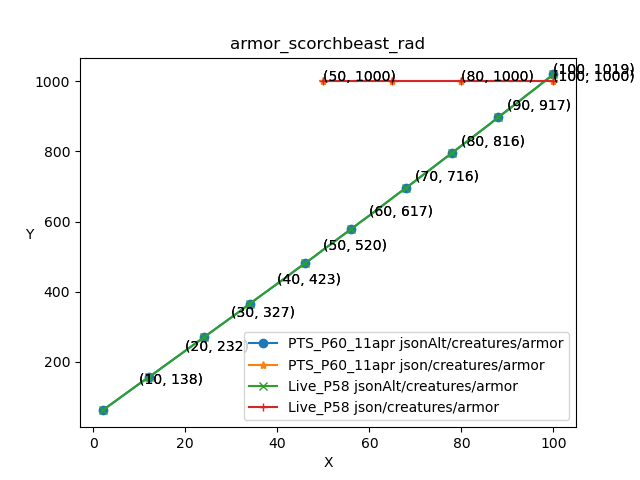 armor_scorchbeast_rad
(100, 1019)
(50, 1000)
(80, 1000)
(100, 1000)
1000
(90, 917)
(80, 816)
800
(70, 716)
(60, 617)
600
(50, 520)
Y
(40, 423)
400
(30, 327)
(20, 232)
200
(10, 138)
PTS_P60_11apr jsonAlt/creatures/armor
PTS_P60_11apr json/creatures/armor
Live_P58 jsonAlt/creatures/armor
Live_P58 json/creatures/armor
0 20 40 60 80 100
X